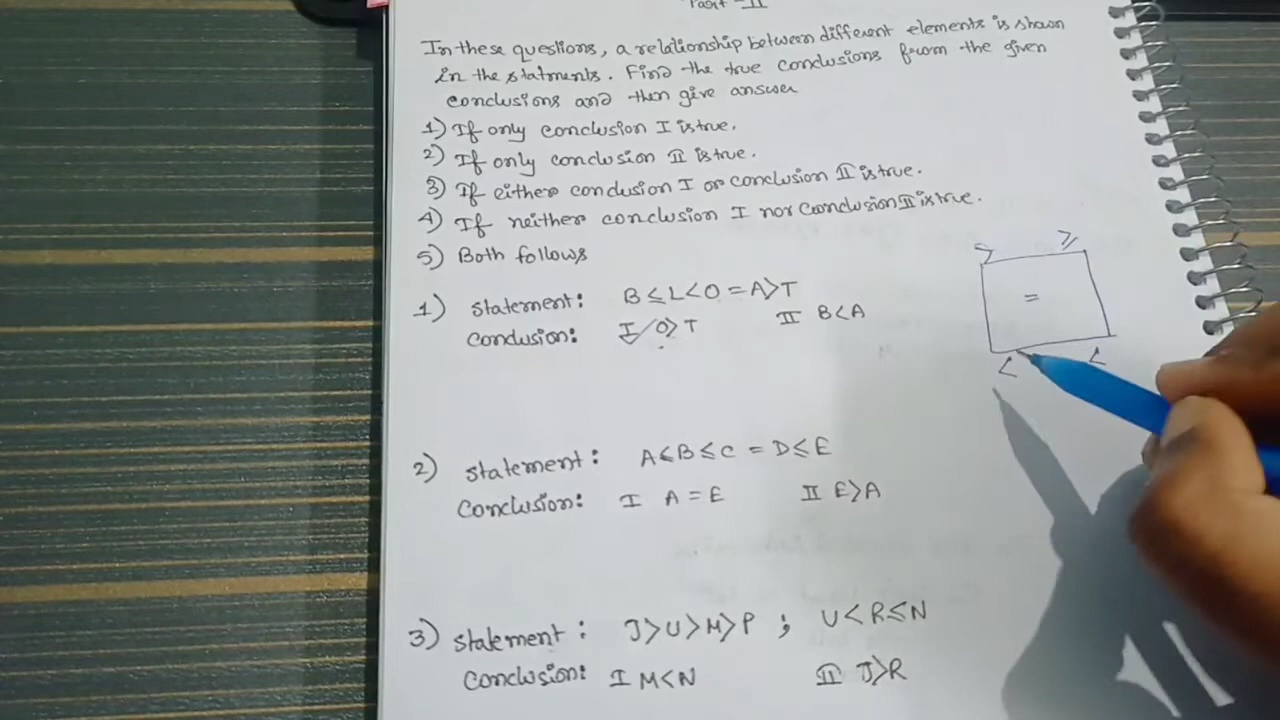 Part - II
In these questions, a relationship between different elements is shown
in the statments. Find the true conclusions from the given
conclusions and then give answer
1) If only conclusion I is true.
2) If only conclusion II is true.
3) If either conclusion I or conclusion II is true.
4) If neither conclusion I nor conclusion II is true.
5) Both follows
> ≥
=
< <
1) Statement: B ≤ L < O = A > T
Conclusion: I O > T II B < A
2) Statement: A ≤ B ≤ C = D ≤ E
Conclusion: I A = E II E > A
3) Statement: J > U > M > P ; U < R ≤ N
Conclusion: I M < N II J > R